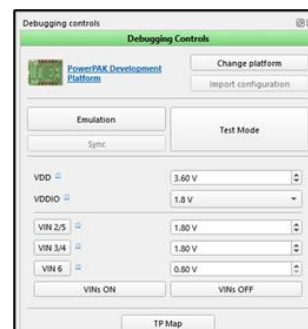 Debugging controls
Debugging Controls
PowerPAK Development
Platform
Change platform
Import configuration
Emulation
Sync
Test Mode
VDD
3.60 V
VDDIO
1.8 V
VIN 2/5
1.80 V
VIN 3/4
1.80 V
VIN 6
0.80 V
VINs ON
VINs OFF
TP Map